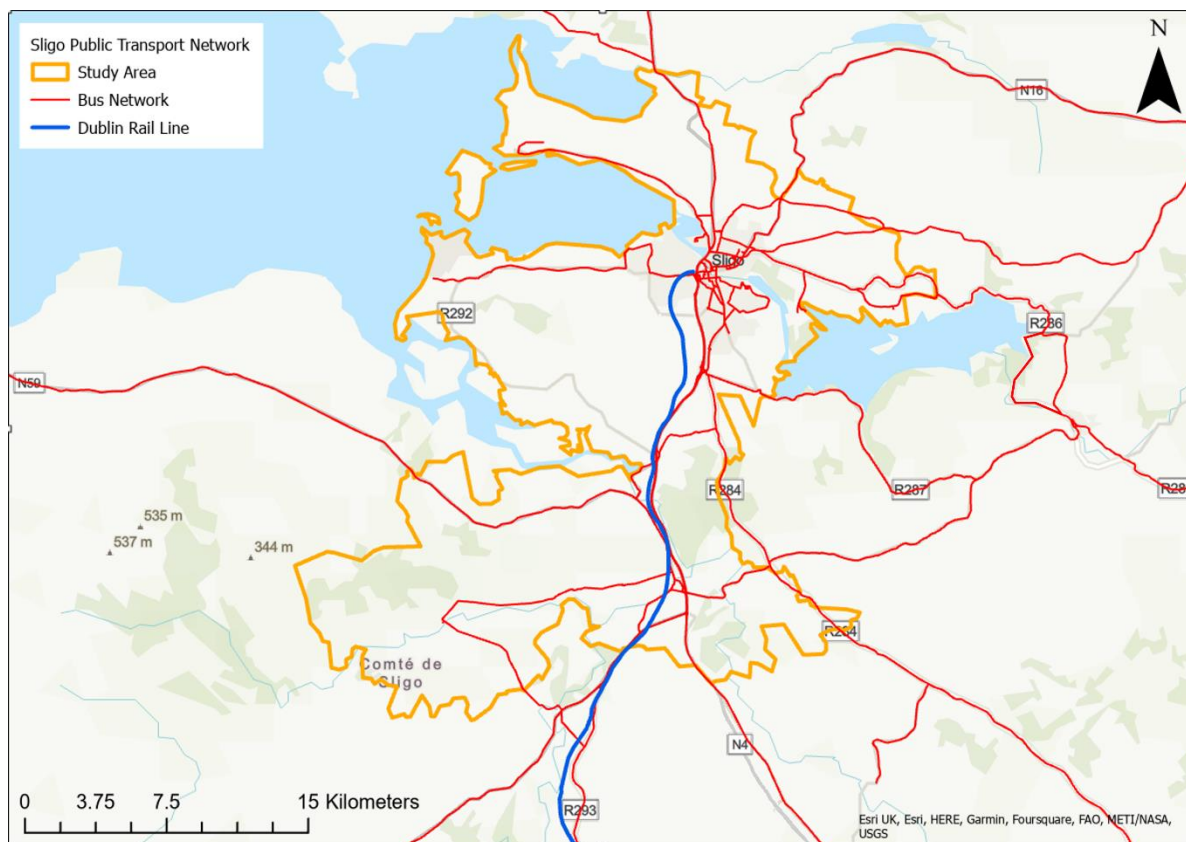 Sligo Public Transport Network
Study Area
Bus Network
Dublin Rail Line
N
N16
Sligo
R292
R286
N59
R284
R287
R28
535 m
537 m
344 m
R284
Comté de
Sligo
N4
R293
0 3.75 7.5 15 Kilometers
Esri UK, Esri, HERE, Garmin, Foursquare, FAO, METI/NASA,
USGS